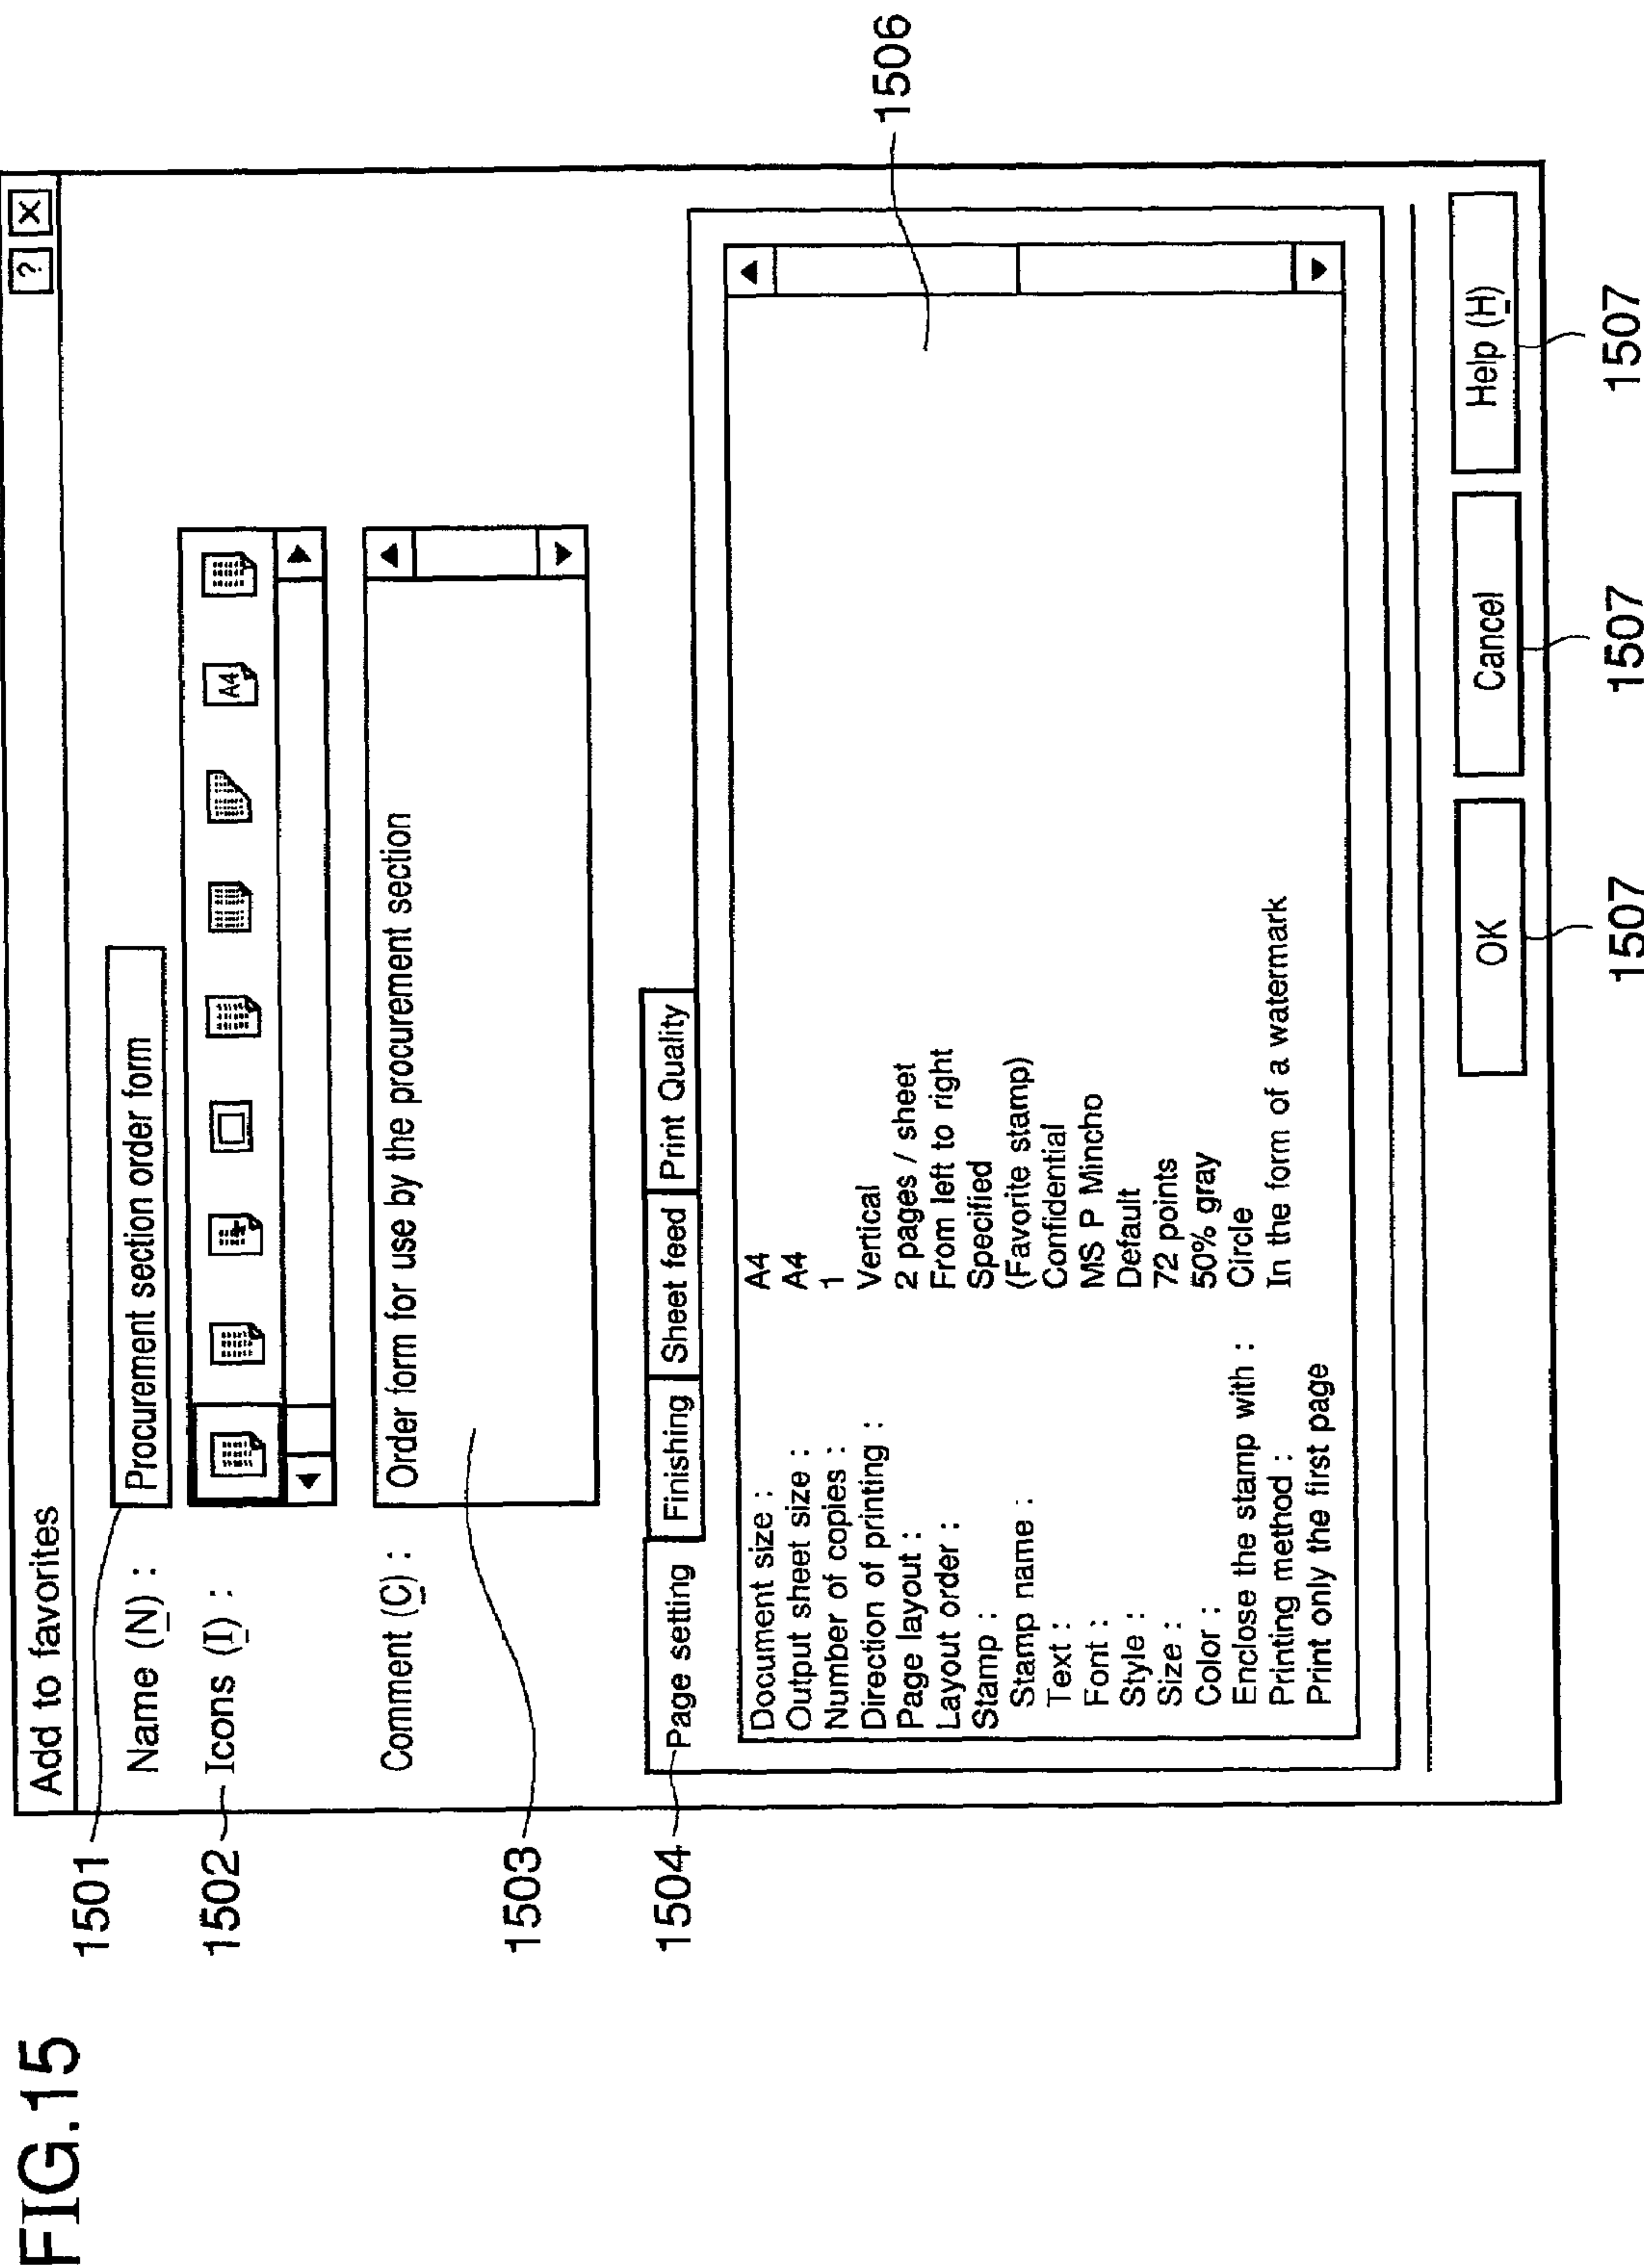 FIG.15
Add to favorites
? X
1501
Name (N) : Procurement section order form
1502 Icons (I) :
A4
Comment (C) : Order form for use by the procurement section
1503
1504 Page setting Finishing Sheet feed Print Quality
1506
Document size : A4
Output sheet size : A4
Number of copies : 1
Direction of printing : Vertical
Page layout : 2 pages / sheet
Layout order : From left to right
Stamp : Specified
Stamp name : (Favorite stamp)
Text : Confidential
Font : MS P Mincho
Style : Default
Size : 72 points
Color : 50% gray
Enclose the stamp with : Circle
Printing method : In the form of a watermark
Print only the first page
OK Cancel Help (H)
1507 1507 1507